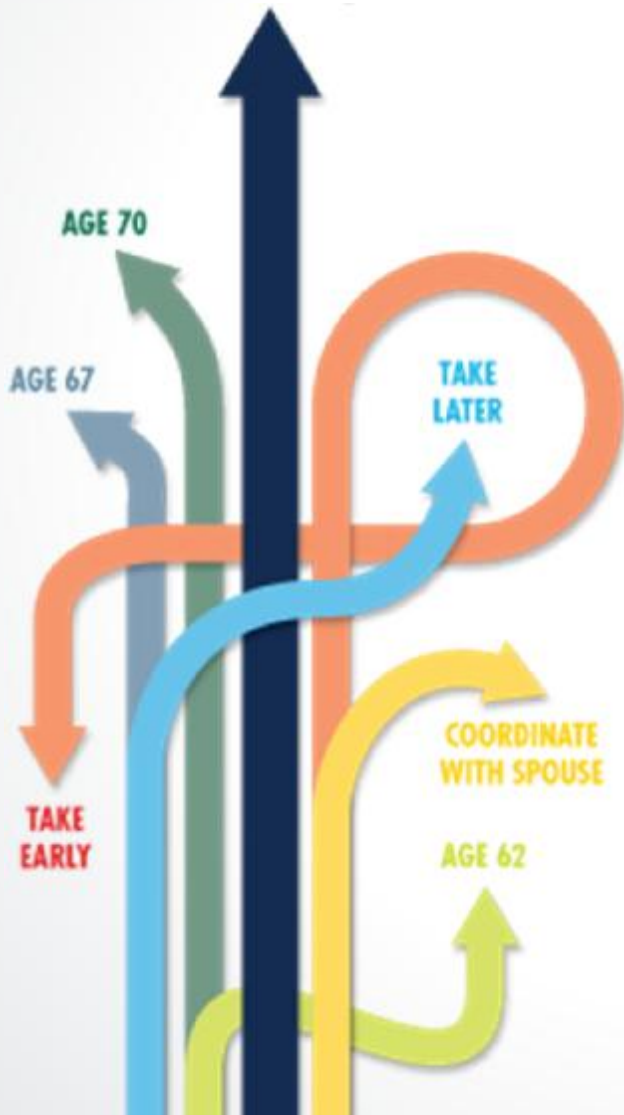 AGE 70
AGE 67
TAKE
LATER
COORDINATE
WITH SPOUSE
TAKE
EARLY
AGE 62